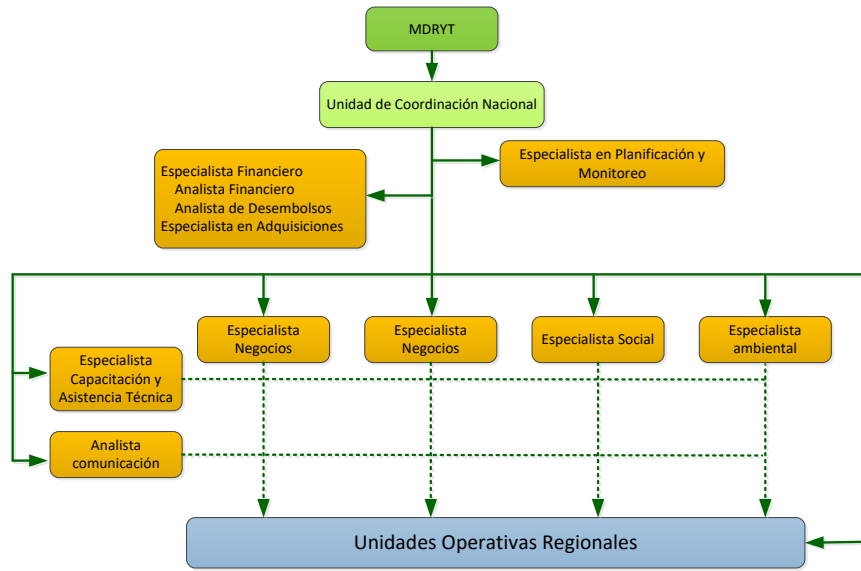 MDRYT
Unidad de Coordinación Nacional
Especialista Financiero
Analista Financiero
Analista de Desembolsos
Especialista en Adquisiciones
Especialista en Planificación y
Monitoreo
Especialista
Negocios
Especialista
Negocios
Especialista Social
Especialista
ambiental
Especialista
Capacitación y
Asistencia Técnica
Analista
comunicación
Unidades Operativas Regionales